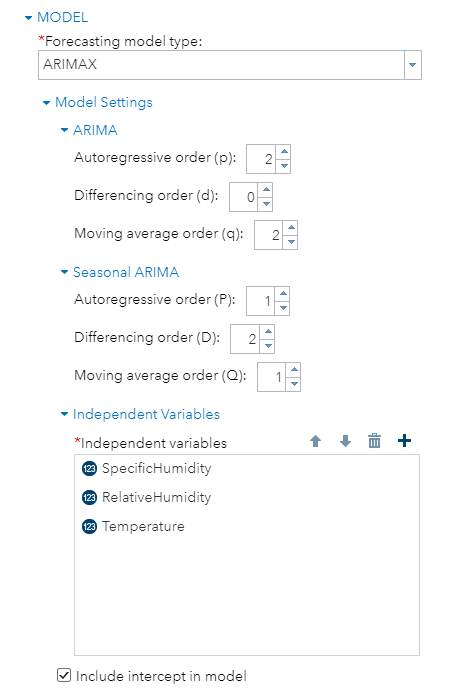 MODEL
*Forecasting model type:
ARIMAX
Model Settings
ARIMA
Autoregressive order (p): 2
Differencing order (d): 0
Moving average order (q): 2
Seasonal ARIMA
Autoregressive order (P): 1
Differencing order (D): 2
Moving average order (Q): 1
Independent Variables
*Independent variables
123 SpecificHumidity
123 RelativeHumidity
123 Temperature
Include intercept in model